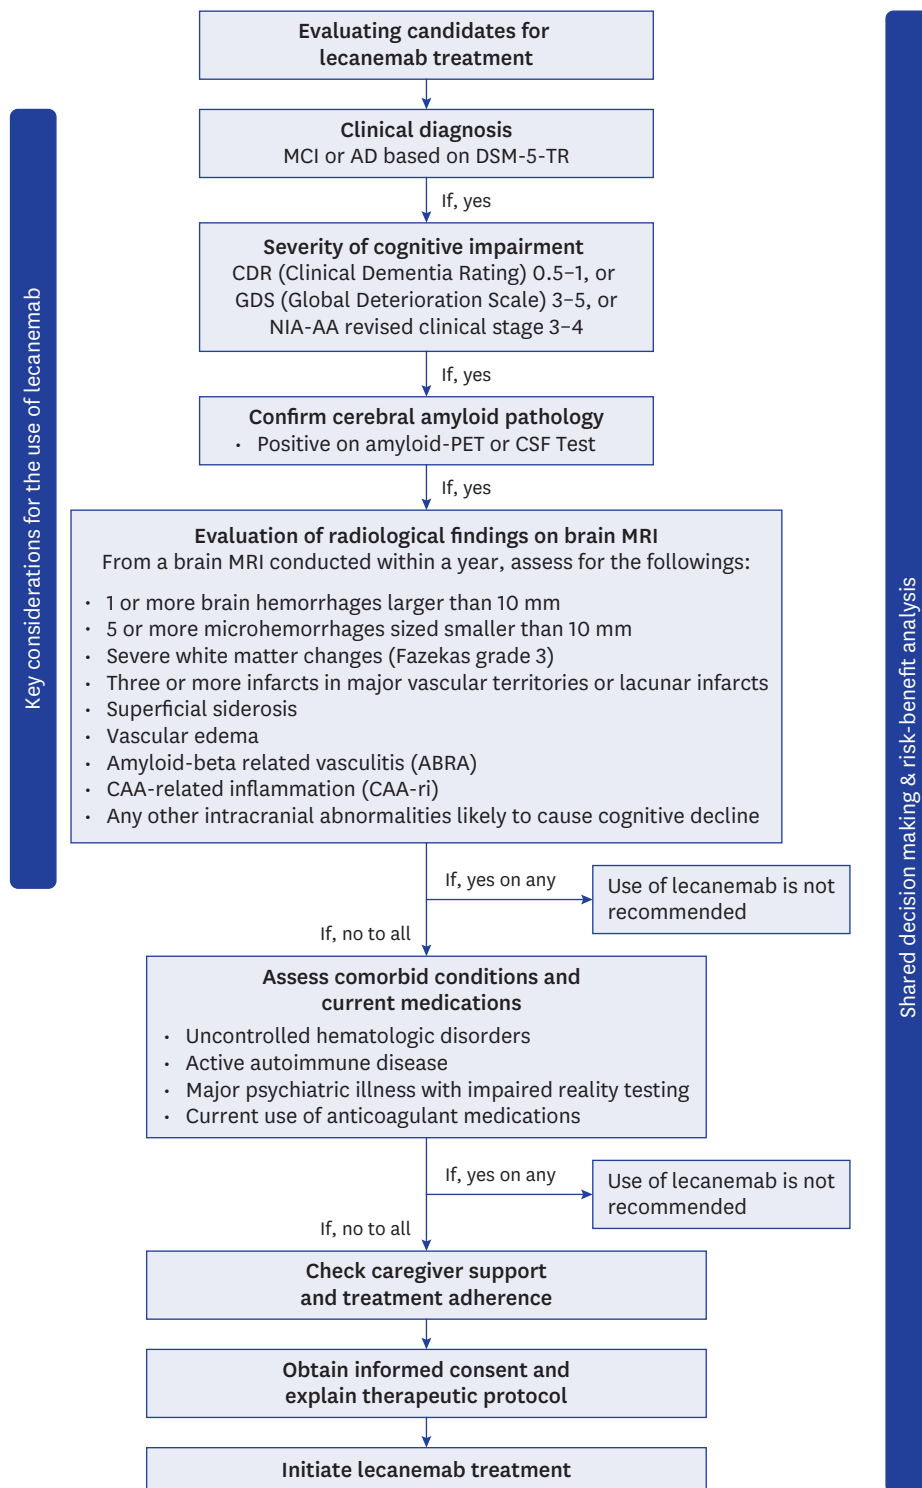 Evaluating candidates for
lecanemab treatment
Key considerations for the use of lecanemab
Shared decision making & risk-benefit analysis
Clinical diagnosis
MCI or AD based on DSM-5-TR
If, yes
Severity of cognitive impairment
CDR (Clinical Dementia Rating) 0.5–1, or
GDS (Global Deterioration Scale) 3–5, or
NIA-AA revised clinical stage 3–4
If, yes
Confirm cerebral amyloid pathology
· Positive on amyloid-PET or CSF Test
If, yes
Evaluation of radiological findings on brain MRI
From a brain MRI conducted within a year, assess for the followings:
· 1 or more brain hemorrhages larger than 10 mm
· 5 or more microhemorrhages sized smaller than 10 mm
· Severe white matter changes (Fazekas grade 3)
· Three or more infarcts in major vascular territories or lacunar infarcts
· Superficial siderosis
· Vascular edema
· Amyloid-beta related vasculitis (ABRA)
· CAA-related inflammation (CAA-ri)
· Any other intracranial abnormalities likely to cause cognitive decline
If, yes on any
Use of lecanemab is not
recommended
If, no to all
Assess comorbid conditions and
current medications
· Uncontrolled hematologic disorders
· Active autoimmune disease
· Major psychiatric illness with impaired reality testing
· Current use of anticoagulant medications
If, yes on any
Use of lecanemab is not
recommended
If, no to all
Check caregiver support
and treatment adherence
Obtain informed consent and
explain therapeutic protocol
Initiate lecanemab treatment